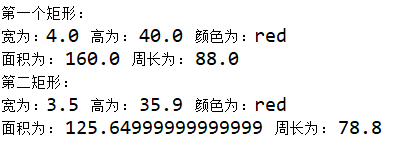 第一个矩形：
宽为：4.0 高为：40.0 颜色为：red
面积为：160.0 周长为：88.0
第二矩形：
宽为：3.5 高为：35.9 颜色为：red
面积为：125.64999999999999 周长为：78.8